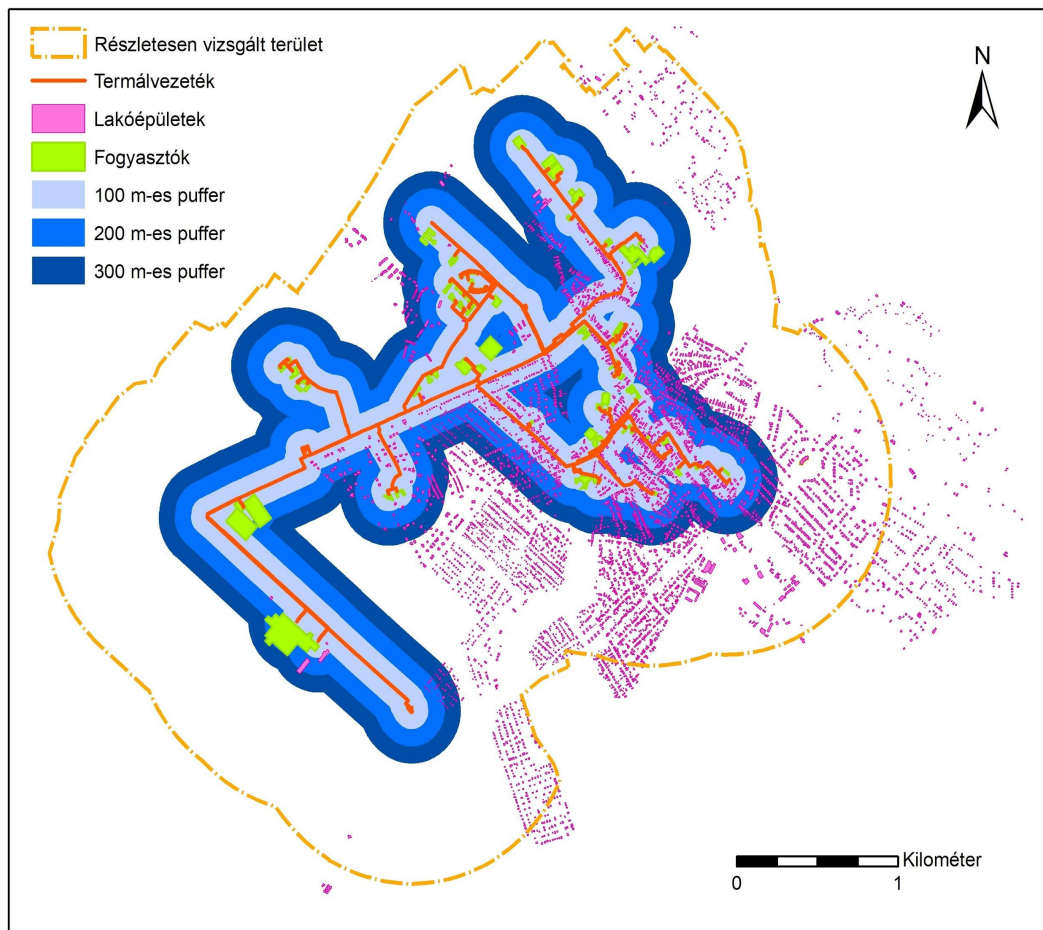 Részletesen vizsgált terület
Termálvezeték
Lakóépületek
Fogyasztók
100 m-es puffer
200 m-es puffer
300 m-es puffer
N
Kilométer
0 1